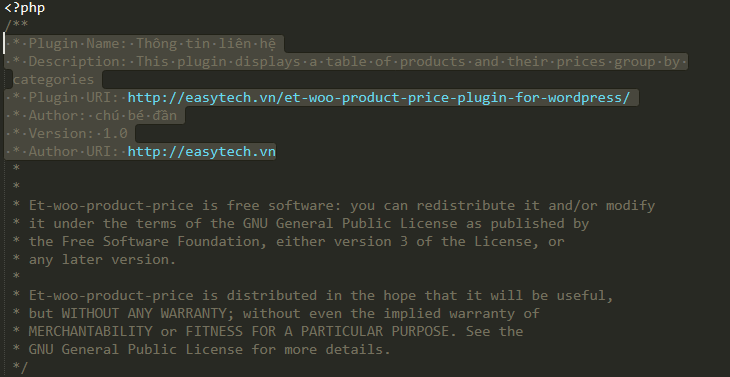 <?php
/**
 * Plugin Name: Thông tin liên hệ
 * Description: This plugin displays a table of products and their prices group by
 categories
 * Plugin URI: http://easytech.vn/et-woo-product-price-plugin-for-wordpress/
 * Author: chú bé đần
 * Version: 1.0
 * Author URI: http://easytech.vn
 *
 *
 * Et-woo-product-price is free software: you can redistribute it and/or modify
 * it under the terms of the GNU General Public License as published by
 * the Free Software Foundation, either version 3 of the License, or
 * any later version.
 *
 * Et-woo-product-price is distributed in the hope that it will be useful,
 * but WITHOUT ANY WARRANTY; without even the implied warranty of
 * MERCHANTABILITY or FITNESS FOR A PARTICULAR PURPOSE. See the
 * GNU General Public License for more details.
 */